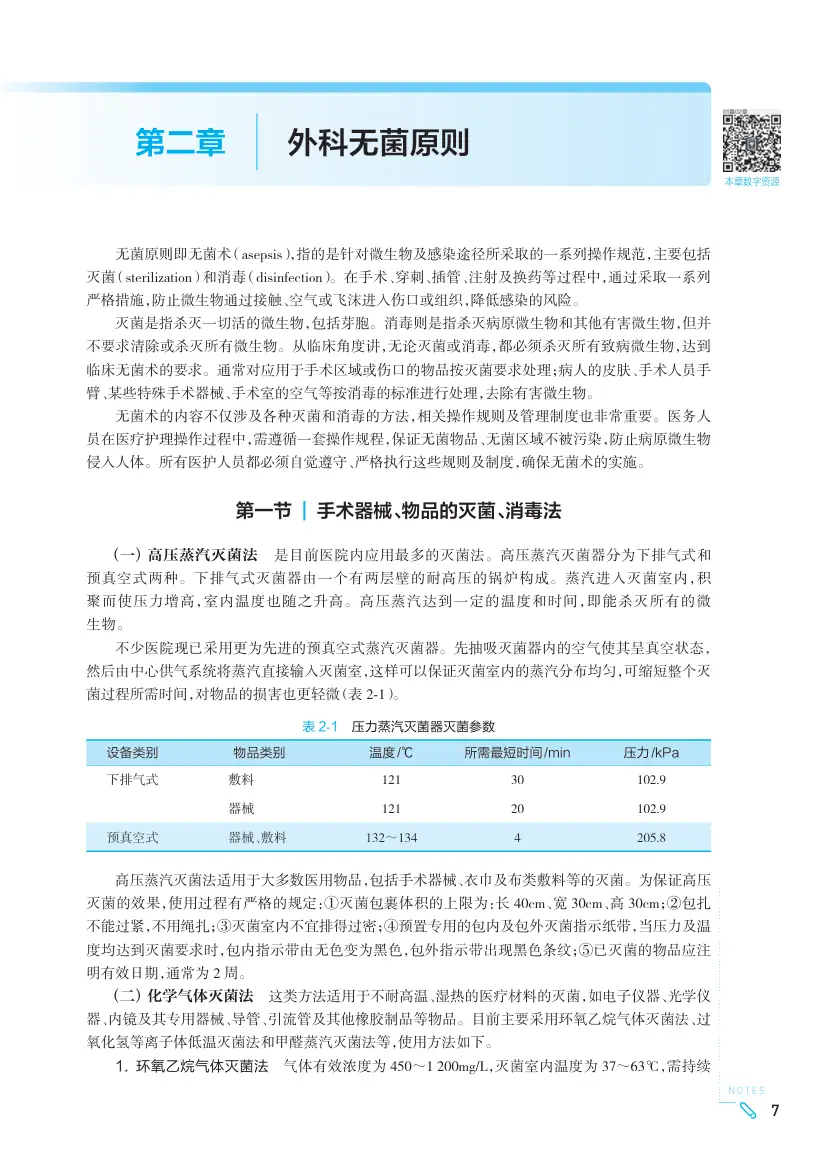 第二章
外科无菌原则
本章数字资源
无菌原则即无菌术(asepsis),指的是针对微生物及感染途径所采取的一系列操作规范,主要包括
灭菌(sterilization)和消毒(disinfection)。在手术、穿刺、插管、注射及换药等过程中,通过采取一系列
严格措施,防止微生物通过接触、空气或飞沫进入伤口或组织,降低感染的风险。
灭菌是指杀灭一切活的微生物,包括芽胞。消毒则是指杀灭病原微生物和其他有害微生物,但并
不要求清除或杀灭所有微生物。从临床角度讲,无论灭菌或消毒,都必须杀灭所有致病微生物,达到
临床无菌术的要求。通常对应用于手术区域或伤口的物品按灭菌要求处理;病人的皮肤、手术人员手
臂、某些特殊手术器械、手术室的空气等按消毒的标准进行处理,去除有害微生物。
无菌术的内容不仅涉及各种灭菌和消毒的方法,相关操作规则及管理制度也非常重要。医务人
员在医疗护理操作过程中,需遵循一套操作规程,保证无菌物品、无菌区域不被污染,防止病原微生物
侵入人体。所有医护人员都必须自觉遵守、严格执行这些规则及制度,确保无菌术的实施。
第一节 | 手术器械、物品的灭菌、消毒法
(一)高压蒸汽灭菌法 是目前医院内应用最多的灭菌法。高压蒸汽灭菌器分为下排气式和
预真空式两种。下排气式灭菌器由一个有两层壁的耐高压的锅炉构成。蒸汽进入灭菌室内,积
聚而使压力增高,室内温度也随之升高。高压蒸汽达到一定的温度和时间,即能杀灭所有的微
生物。
不少医院现已采用更为先进的预真空式蒸汽灭菌器。先抽吸灭菌器内的空气使其呈真空状态,
然后由中心供气系统将蒸汽直接输入灭菌室,这样可以保证灭菌室内的蒸汽分布均匀,可缩短整个灭
菌过程所需时间,对物品的损害也更轻微(表 2-1)。
表 2-1 压力蒸汽灭菌器灭菌参数
设备类别 物品类别 温度/℃ 所需最短时间/min 压力/kPa
下排气式 敷料 121 30 102.9
器械 121 20 102.9
预真空式 器械、敷料 132～134 4 205.8
高压蒸汽灭菌法适用于大多数医用物品,包括手术器械、衣巾及布类敷料等的灭菌。为保证高压
灭菌的效果,使用过程有严格的规定:①灭菌包裹体积的上限为:长 40cm、宽 30cm、高 30cm;②包扎
不能过紧,不用绳扎;③灭菌室内不宜排得过密;④预置专用的包内及包外灭菌指示纸带,当压力及温
度均达到灭菌要求时,包内指示带由无色变为黑色,包外指示带出现黑色条纹;⑤已灭菌的物品应注
明有效日期,通常为 2 周。
(二)化学气体灭菌法 这类方法适用于不耐高温、湿热的医疗材料的灭菌,如电子仪器、光学仪
器、内镜及其专用器械、导管、引流管及其他橡胶制品等物品。目前主要采用环氧乙烷气体灭菌法、过
氧化氢等离子体低温灭菌法和甲醛蒸汽灭菌法等,使用方法如下。
1. 环氧乙烷气体灭菌法 气体有效浓度为 450～1 200mg/L,灭菌室内温度为 37～63℃,需持续
NOTES
7